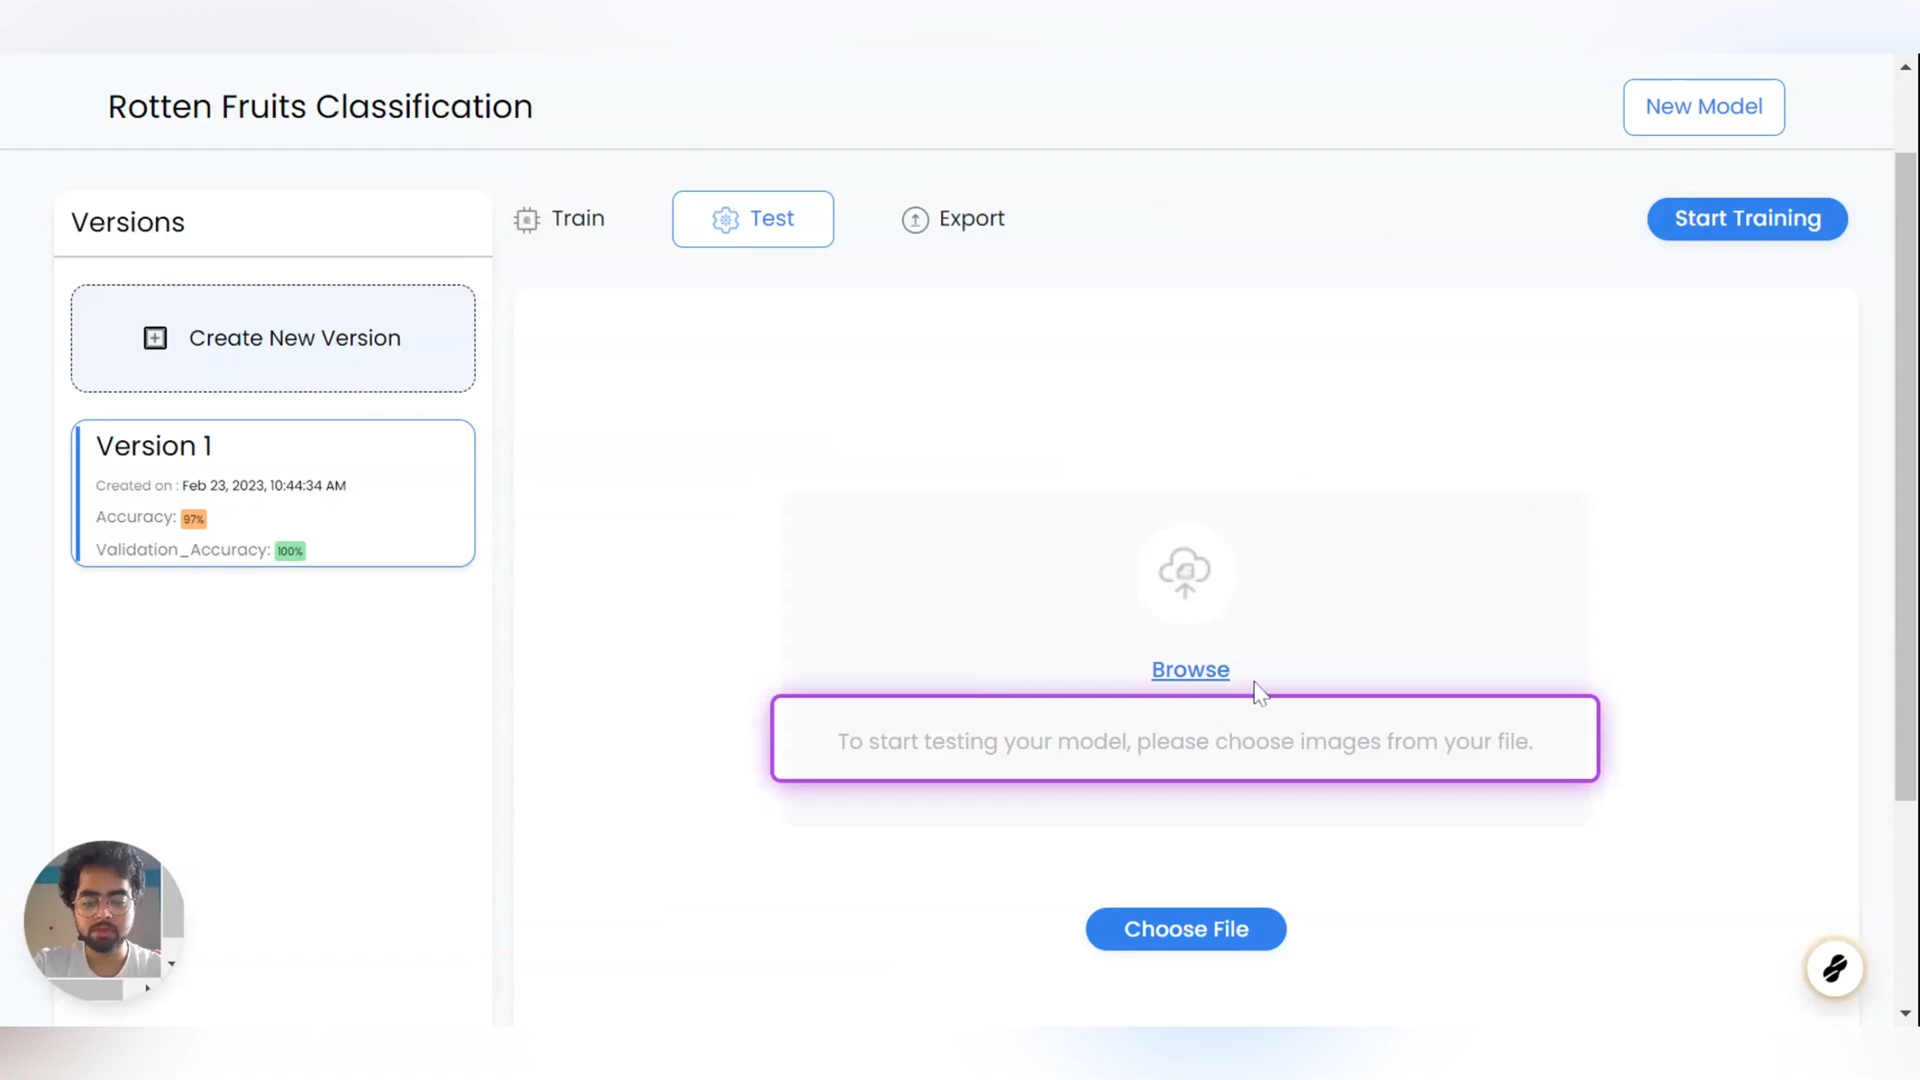 Rotten Fruits Classification
New Model
Versions
Train
Test
Export
Start Training
Create New Version
Version 1
Created on : Feb 23, 2023, 10:44:34 AM
Accuracy: 97%
Validation_Accuracy: 100%
Browse
To start testing your model, please choose images from your file.
Choose File